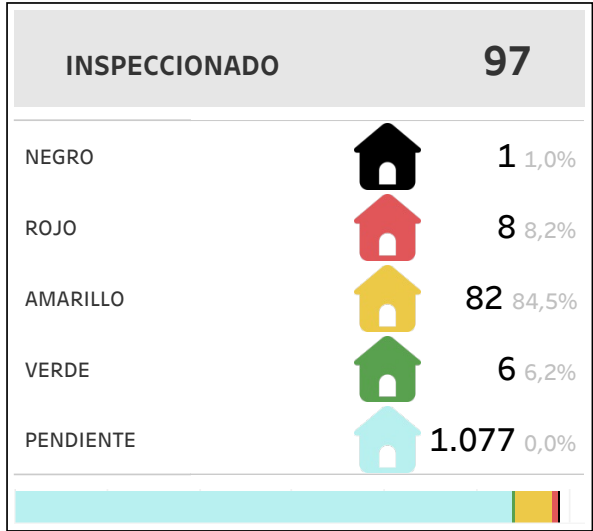 INSPECCIONADO 97
NEGRO 1 1,0%
ROJO 8 8,2%
AMARILLO 82 84,5%
VERDE 6 6,2%
PENDIENTE 1.077 0,0%